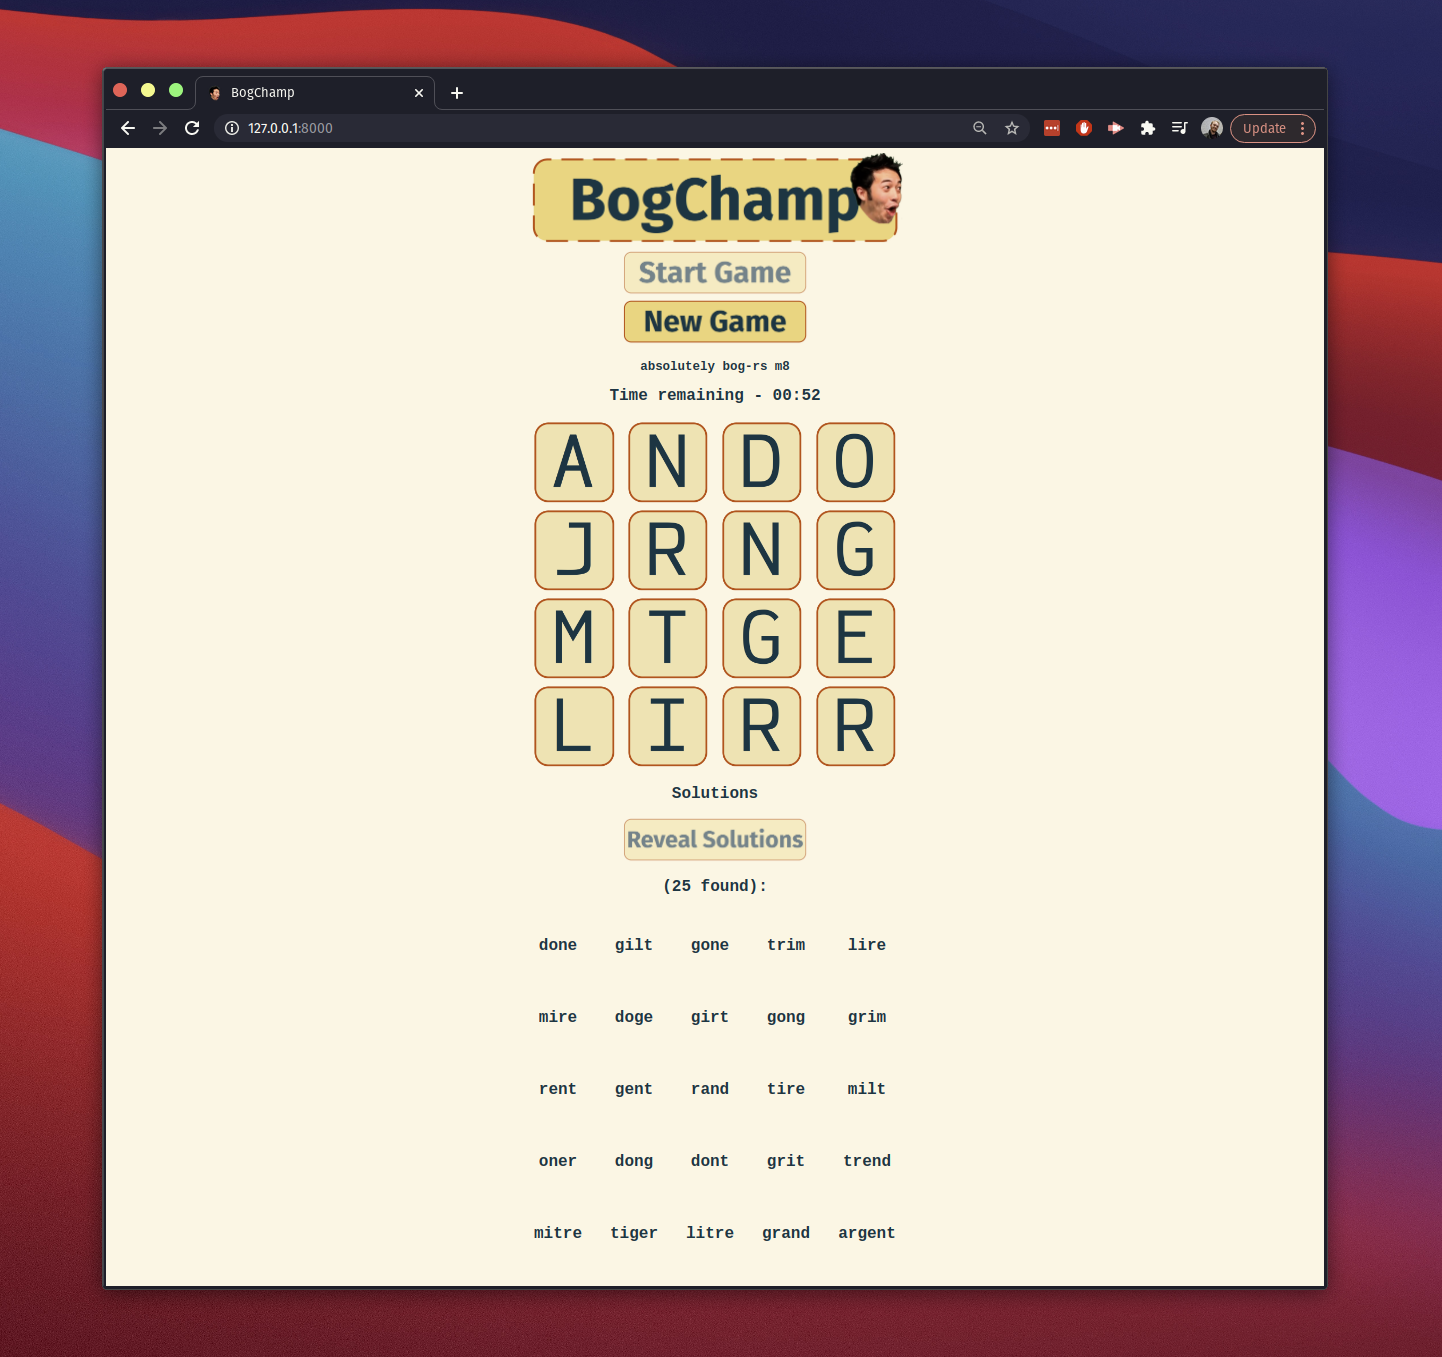 BogChamp
127.0.0.1:8000
Update
BogChamp
Start Game
New Game
absolutely bog-rs m8
Time remaining - 00:52
A N D O
J R N G
M T G E
L I R R
Solutions
Reveal Solutions
(25 found):
done gilt gone trim lire
mire doge girt gong grim
rent gent rand tire milt
oner dong dont grit trend
mitre tiger litre grand argent